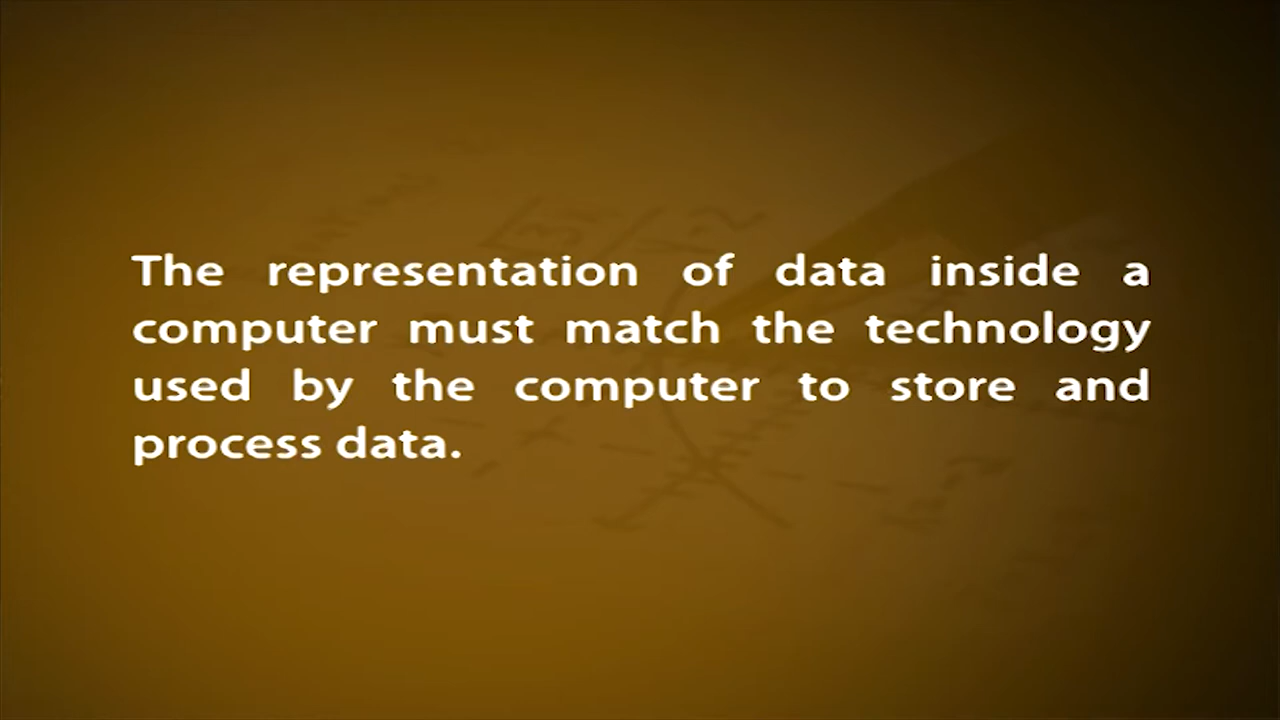 The representation of data inside a
computer must match the technology
used by the computer to store and
process data.